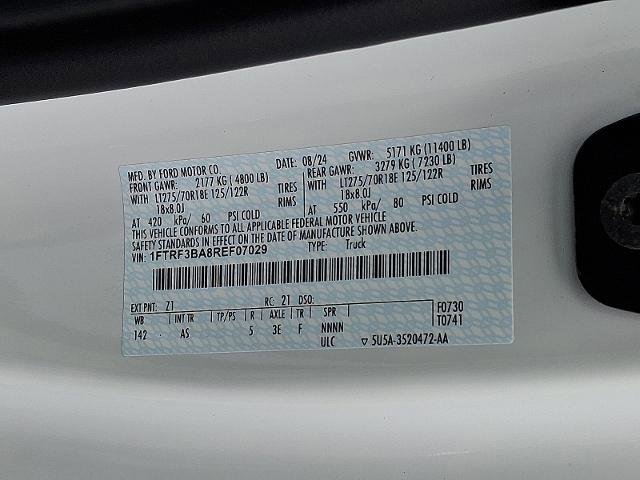 MFD. BY FORD MOTOR CO. DATE: 08/24 GVWR: 5171 KG (11400 LB)
FRONT GAWR: 2177 KG (4800 LB) REAR GAWR: 3279 KG (7230 LB)
WITH LT275/70R18E 125/122R TIRES WITH LT275/70R18E 125/122R TIRES
18x8.0J RIMS 18x8.0J RIMS
AT 420 kPa/ 60 PSI COLD AT 550 kPa/ 80 PSI COLD
THIS VEHICLE CONFORMS TO ALL APPLICABLE FEDERAL MOTOR VEHICLE
SAFETY STANDARDS IN EFFECT ON THE DATE OF MANUFACTURE SHOWN ABOVE.
VIN: 1FTRF3BA8REF07029 TYPE: Truck
EXT PNT: Z1 RC: 21 DSO: F0730
WB INT TR TP/PS R AXLE TR SPR T0741
142 AS 5 3E F NNNN
ULC ▽ 5U5A-3520472-AA